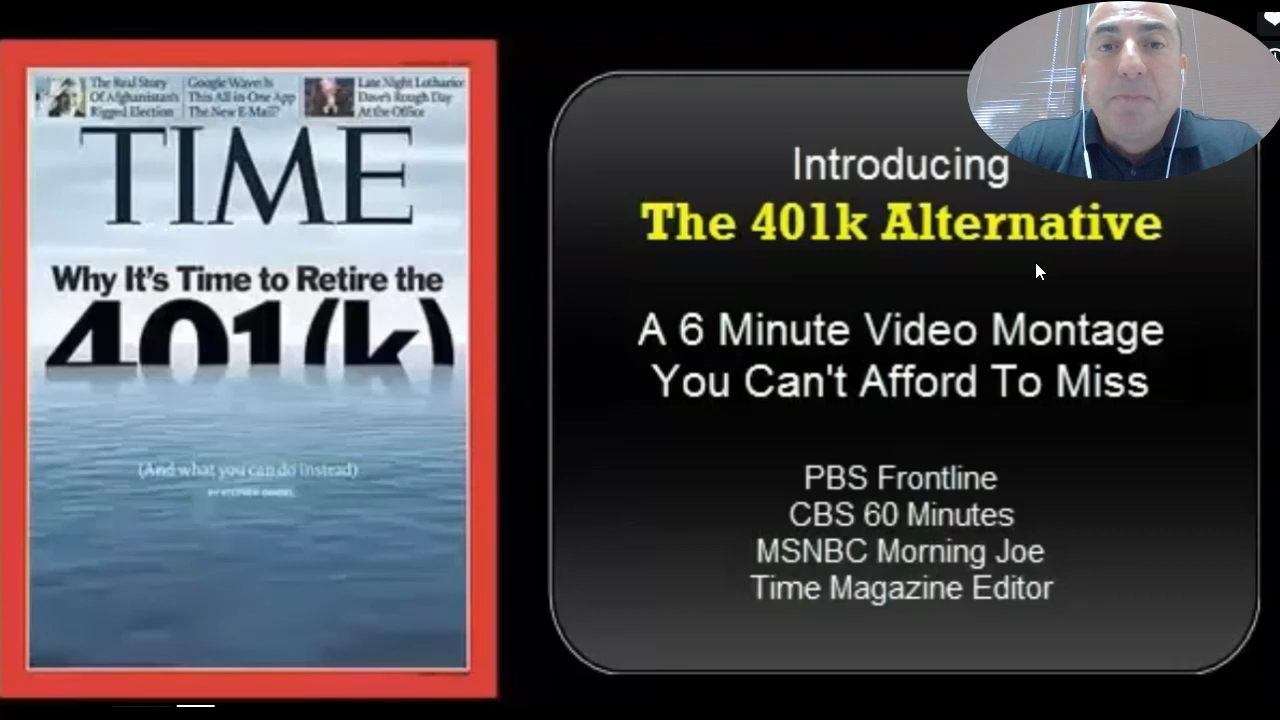 The Real Story
Of Afghanistan's
Rigged Election
Google Wave: Is
This All-in-One App
The New E-Mail?
Late Night Lothario:
Dave's Rough Day
At the Office
TIME
Why It's Time to Retire the
401(k)
(And what you can do instead)
BY STEPHEN GANDEL
Introducing
The 401k Alternative
A 6 Minute Video Montage
You Can't Afford To Miss
PBS Frontline
CBS 60 Minutes
MSNBC Morning Joe
Time Magazine Editor